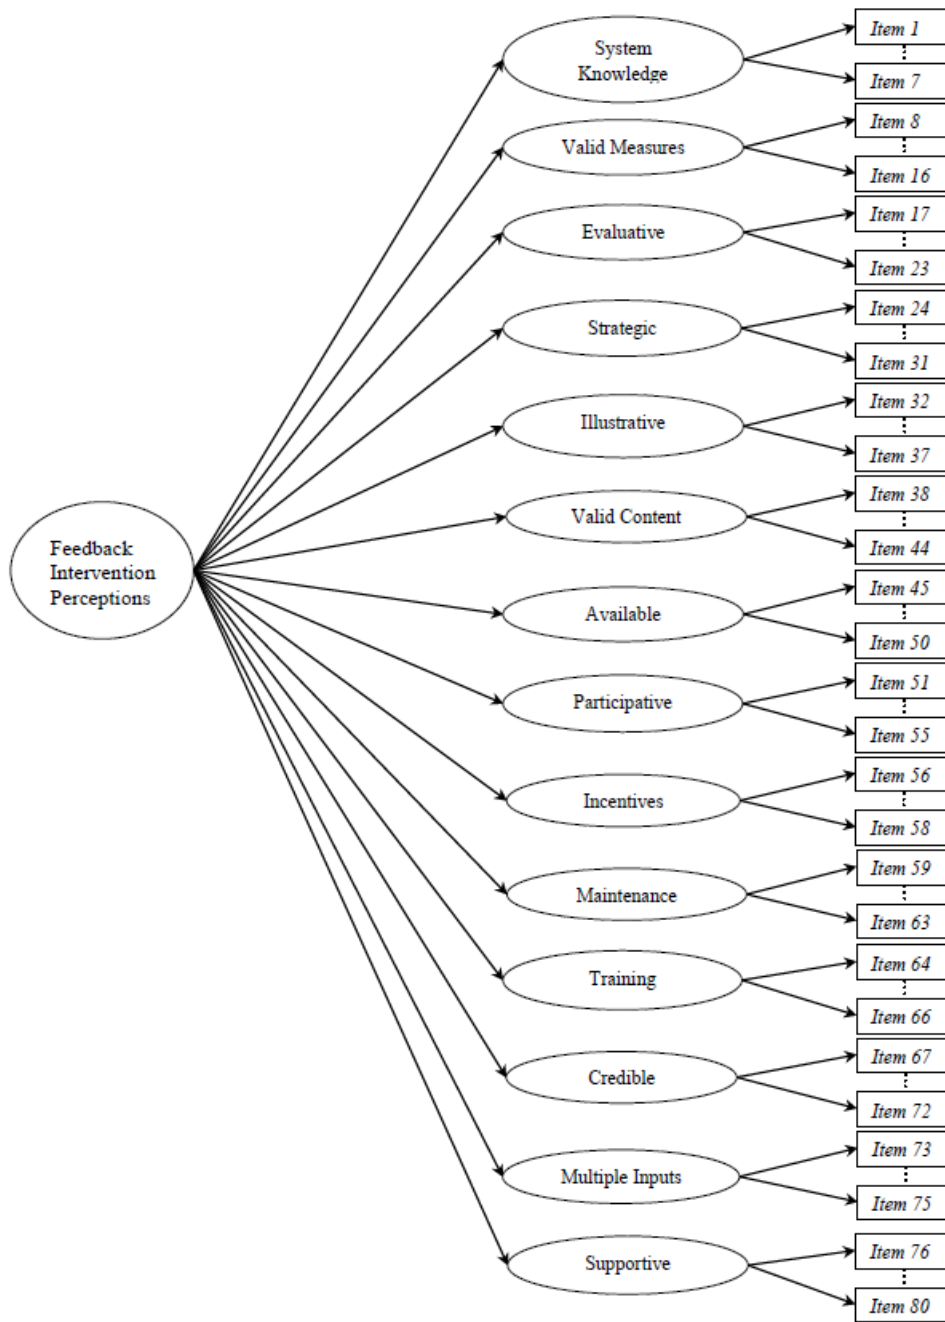 System
Knowledge
Item 1
Item 7
Valid Measures
Item 8
Item 16
Evaluative
Item 17
Item 23
Strategic
Item 24
Item 31
Illustrative
Item 32
Item 37
Feedback
Intervention
Perceptions
Valid Content
Item 38
Item 44
Available
Item 45
Item 50
Participative
Item 51
Item 55
Incentives
Item 56
Item 58
Maintenance
Item 59
Item 63
Training
Item 64
Item 66
Credible
Item 67
Item 72
Multiple Inputs
Item 73
Item 75
Supportive
Item 76
Item 80